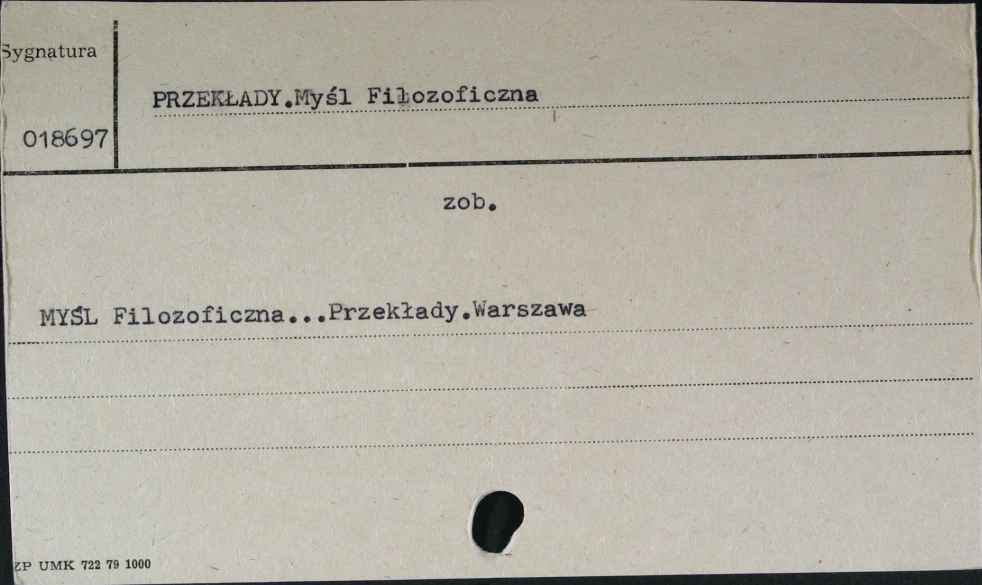 Sygnatura
PRZEKŁADY.Myśl Filozoficzna
018697
zob.
MYŚL Filozoficzna...Przekłady.Warszawa
ZP UMK 722 79 1000